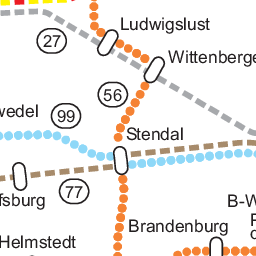 Ludwigslust
27
Wittenberge
56
wedel
99
Stendal
fsburg
77
B-W
Brandenburg
F
Helmstedt